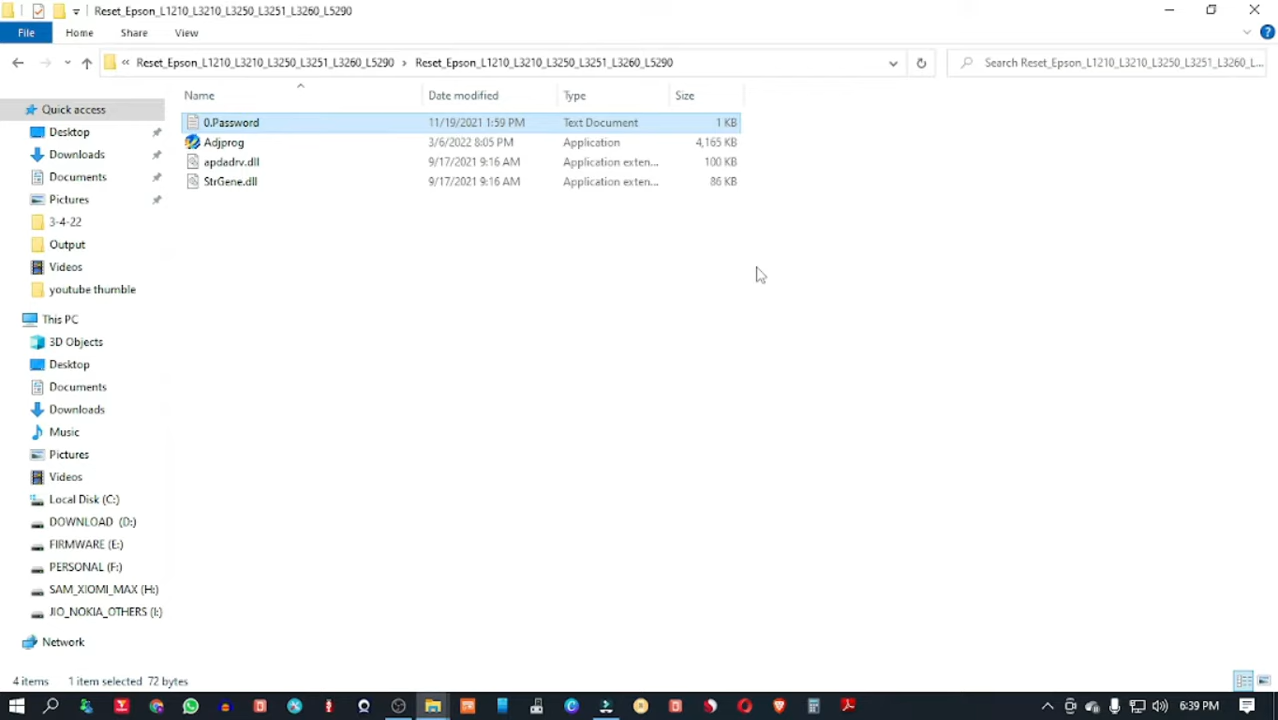 Reset_Epson_L1210_L3210_L3250_L3251_L3260_L5290
File Home Share View
« Reset_Epson_L1210_L3210_L3250_L3251_L3260_L5290 › Reset_Epson_L1210_L3210_L3250_L3251_L3260_L5290 Search Reset_Epson_L1210_L3210_L3250_L3251_L3260_L...
Name Date modified Type Size
0.Password 11/19/2021 1:59 PM Text Document 1 KB
Adjprog 3/6/2022 8:05 PM Application 4,165 KB
apdadrv.dll 9/17/2021 9:16 AM Application exten... 100 KB
StrGene.dll 9/17/2021 9:16 AM Application exten... 86 KB
Quick access
Desktop
Downloads
Documents
Pictures
3-4-22
Output
Videos
youtube thumble
This PC
3D Objects
Desktop
Documents
Downloads
Music
Pictures
Videos
Local Disk (C:)
DOWNLOAD (D:)
FIRMWARE (E:)
PERSONAL (F:)
SAM_XIOMI_MAX (H:)
JIO_NOKIA_OTHERS (I:)
Network
4 items 1 item selected 72 bytes
6:39 PM